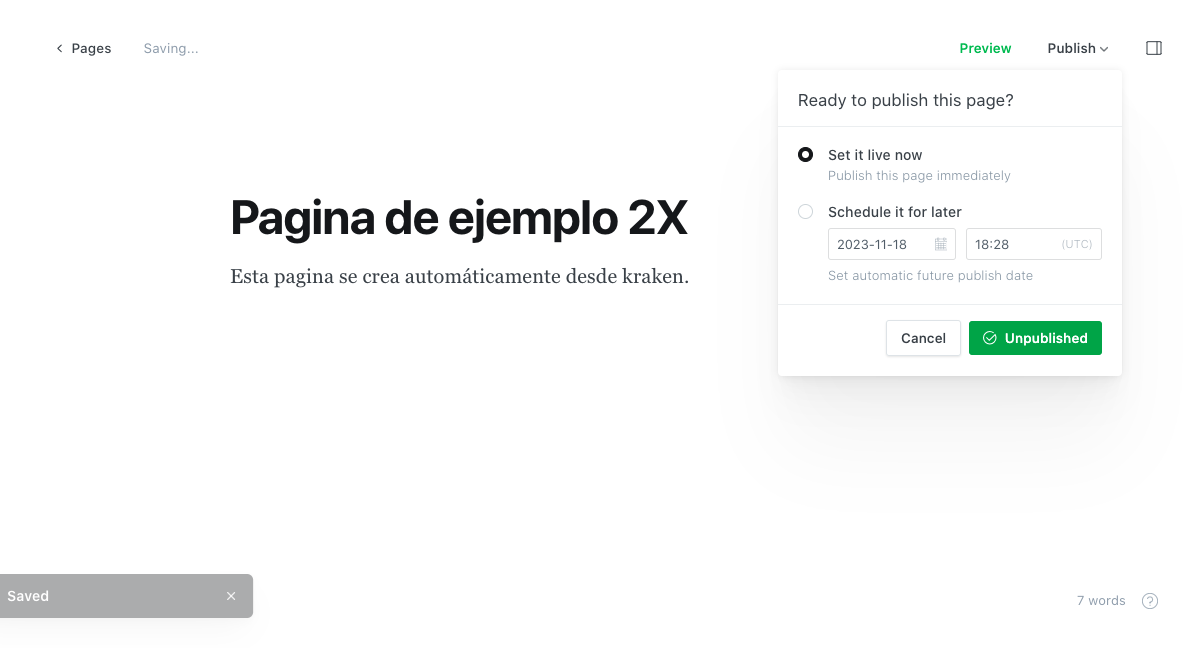 Pages
Saving...
Preview
Publish
Ready to publish this page?
Set it live now
Publish this page immediately
Schedule it for later
2023-11-18
18:28
(UTC)
Set automatic future publish date
Cancel
Unpublished
Pagina de ejemplo 2X
Esta pagina se crea automáticamente desde kraken.
Saved
7 words
?